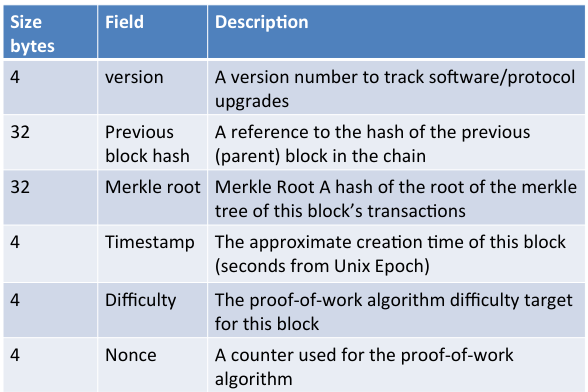 Size bytes Field Description
4 version A version number to track software/protocol upgrades
32 Previous block hash A reference to the hash of the previous (parent) block in the chain
32 Merkle root Merkle Root A hash of the root of the merkle tree of this block's transactions
4 Timestamp The approximate creation time of this block (seconds from Unix Epoch)
4 Difficulty The proof-of-work algorithm difficulty target for this block
4 Nonce A counter used for the proof-of-work algorithm